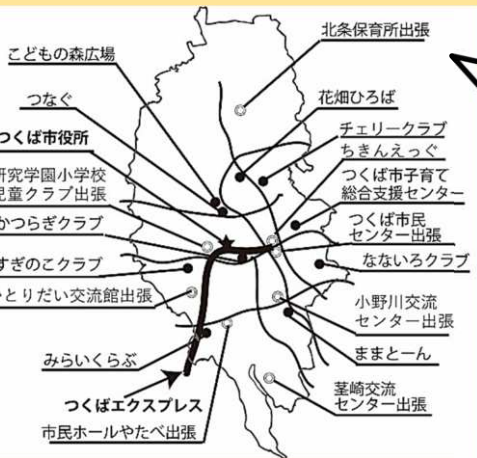 北条保育所出張
こどもの森広場
つなぐ
花畑ひろば
つくば市役所
チェリークラブ
ちきんえっぐ
研究学園小学校
児童クラブ出張
つくば市子育て
総合支援センター
かつらぎクラブ
つくば市民
センター出張
すぎのこクラブ
なないろクラブ
とりだい交流館出張
小野川交流
センター出張
みらいくらぶ
ままとーん
つくばエクスプレス
茎崎交流
センター出張
市民ホールやたべ出張